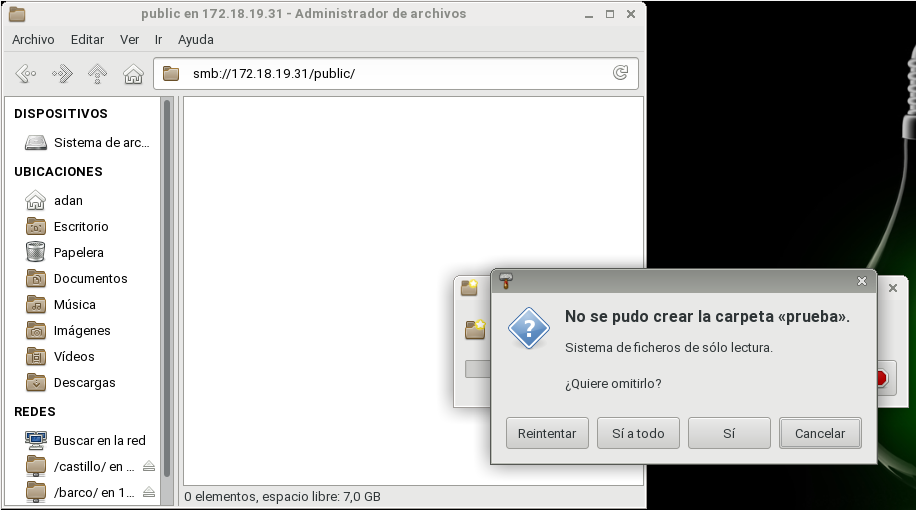 public en 172.18.19.31 - Administrador de archivos
Archivo Editar Ver Ir Ayuda
smb://172.18.19.31/public/
DISPOSITIVOS
Sistema de arc...
UBICACIONES
adan
Escritorio
Papelera
Documentos
Música
Imágenes
Vídeos
Descargas
REDES
Buscar en la red
/castillo/ en ...
/barco/ en 1...
0 elementos, espacio libre: 7,0 GB
No se pudo crear la carpeta «prueba».
Sistema de ficheros de sólo lectura.
¿Quiere omitirlo?
Reintentar Sí a todo Sí Cancelar